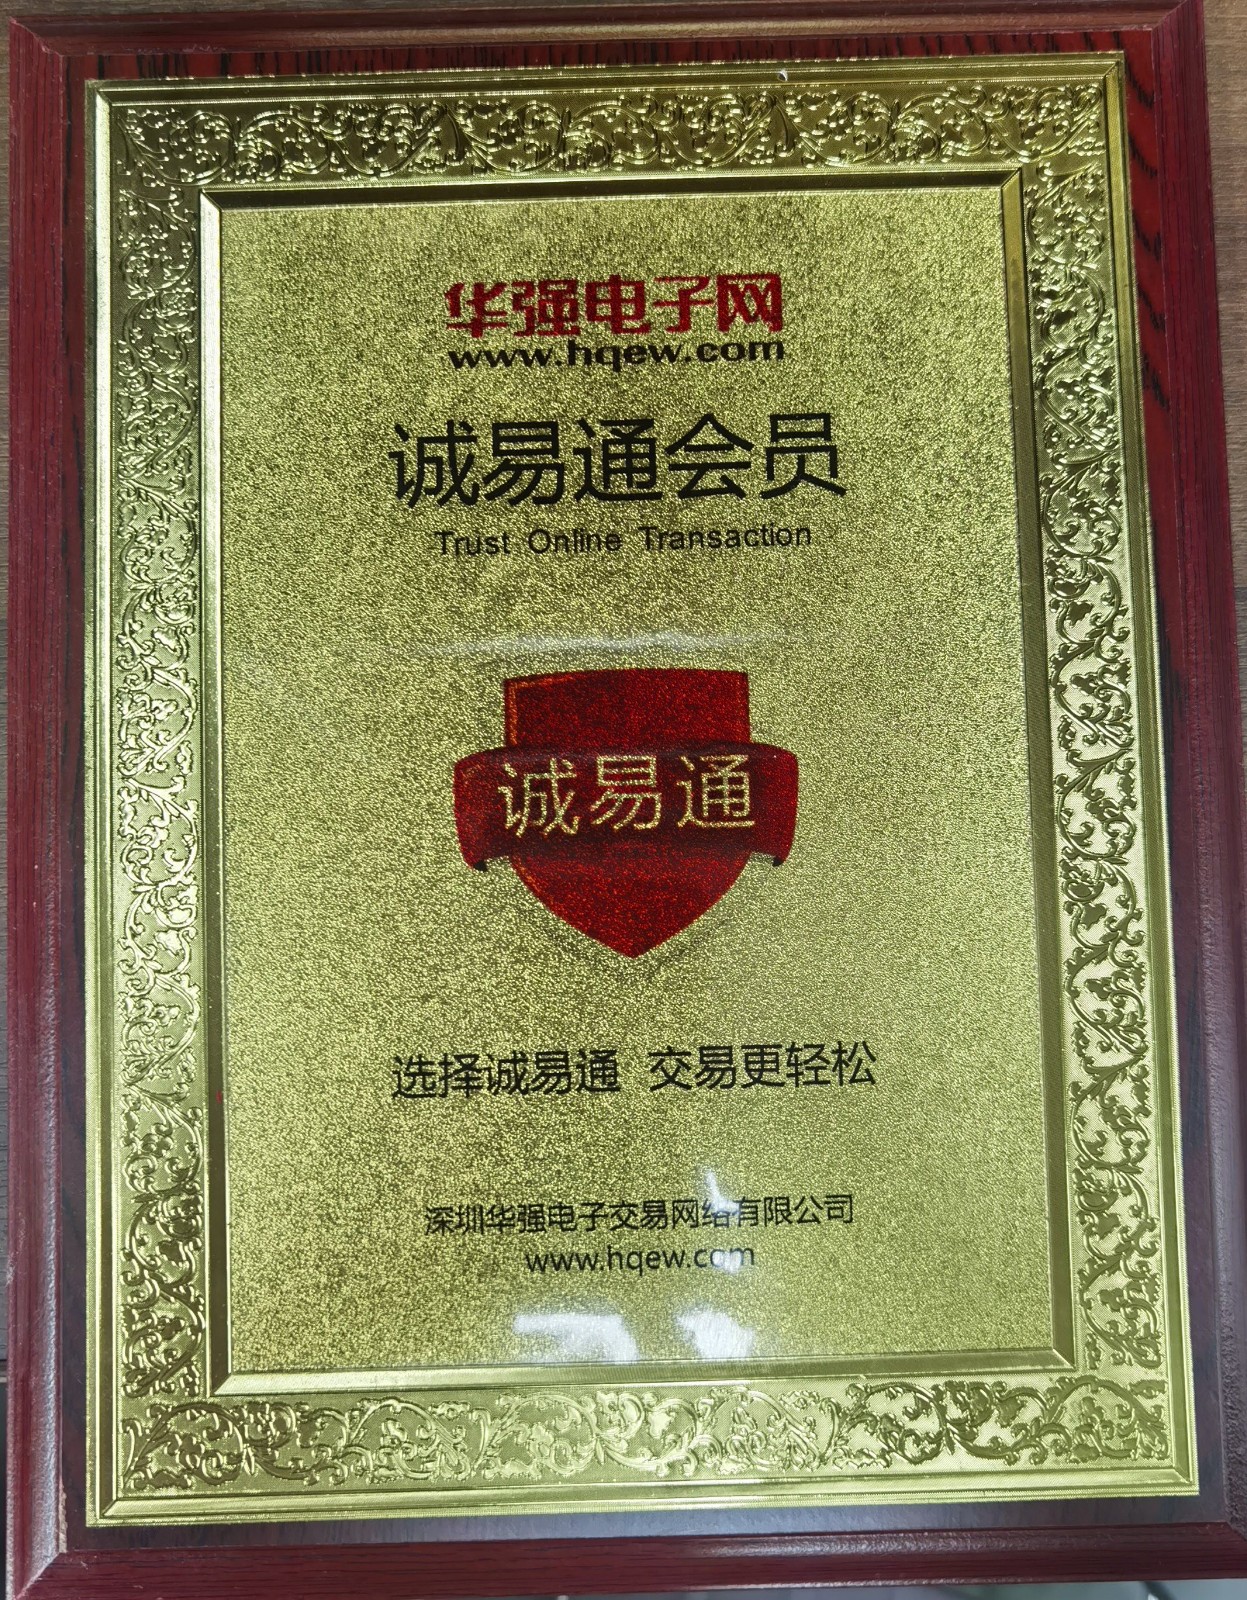 华强电子网
www.hqew.com
诚易通会员
Trust Online Transaction
诚易通
选择诚易通 交易更轻松
深圳华强电子交易网络有限公司
www.hqew.com